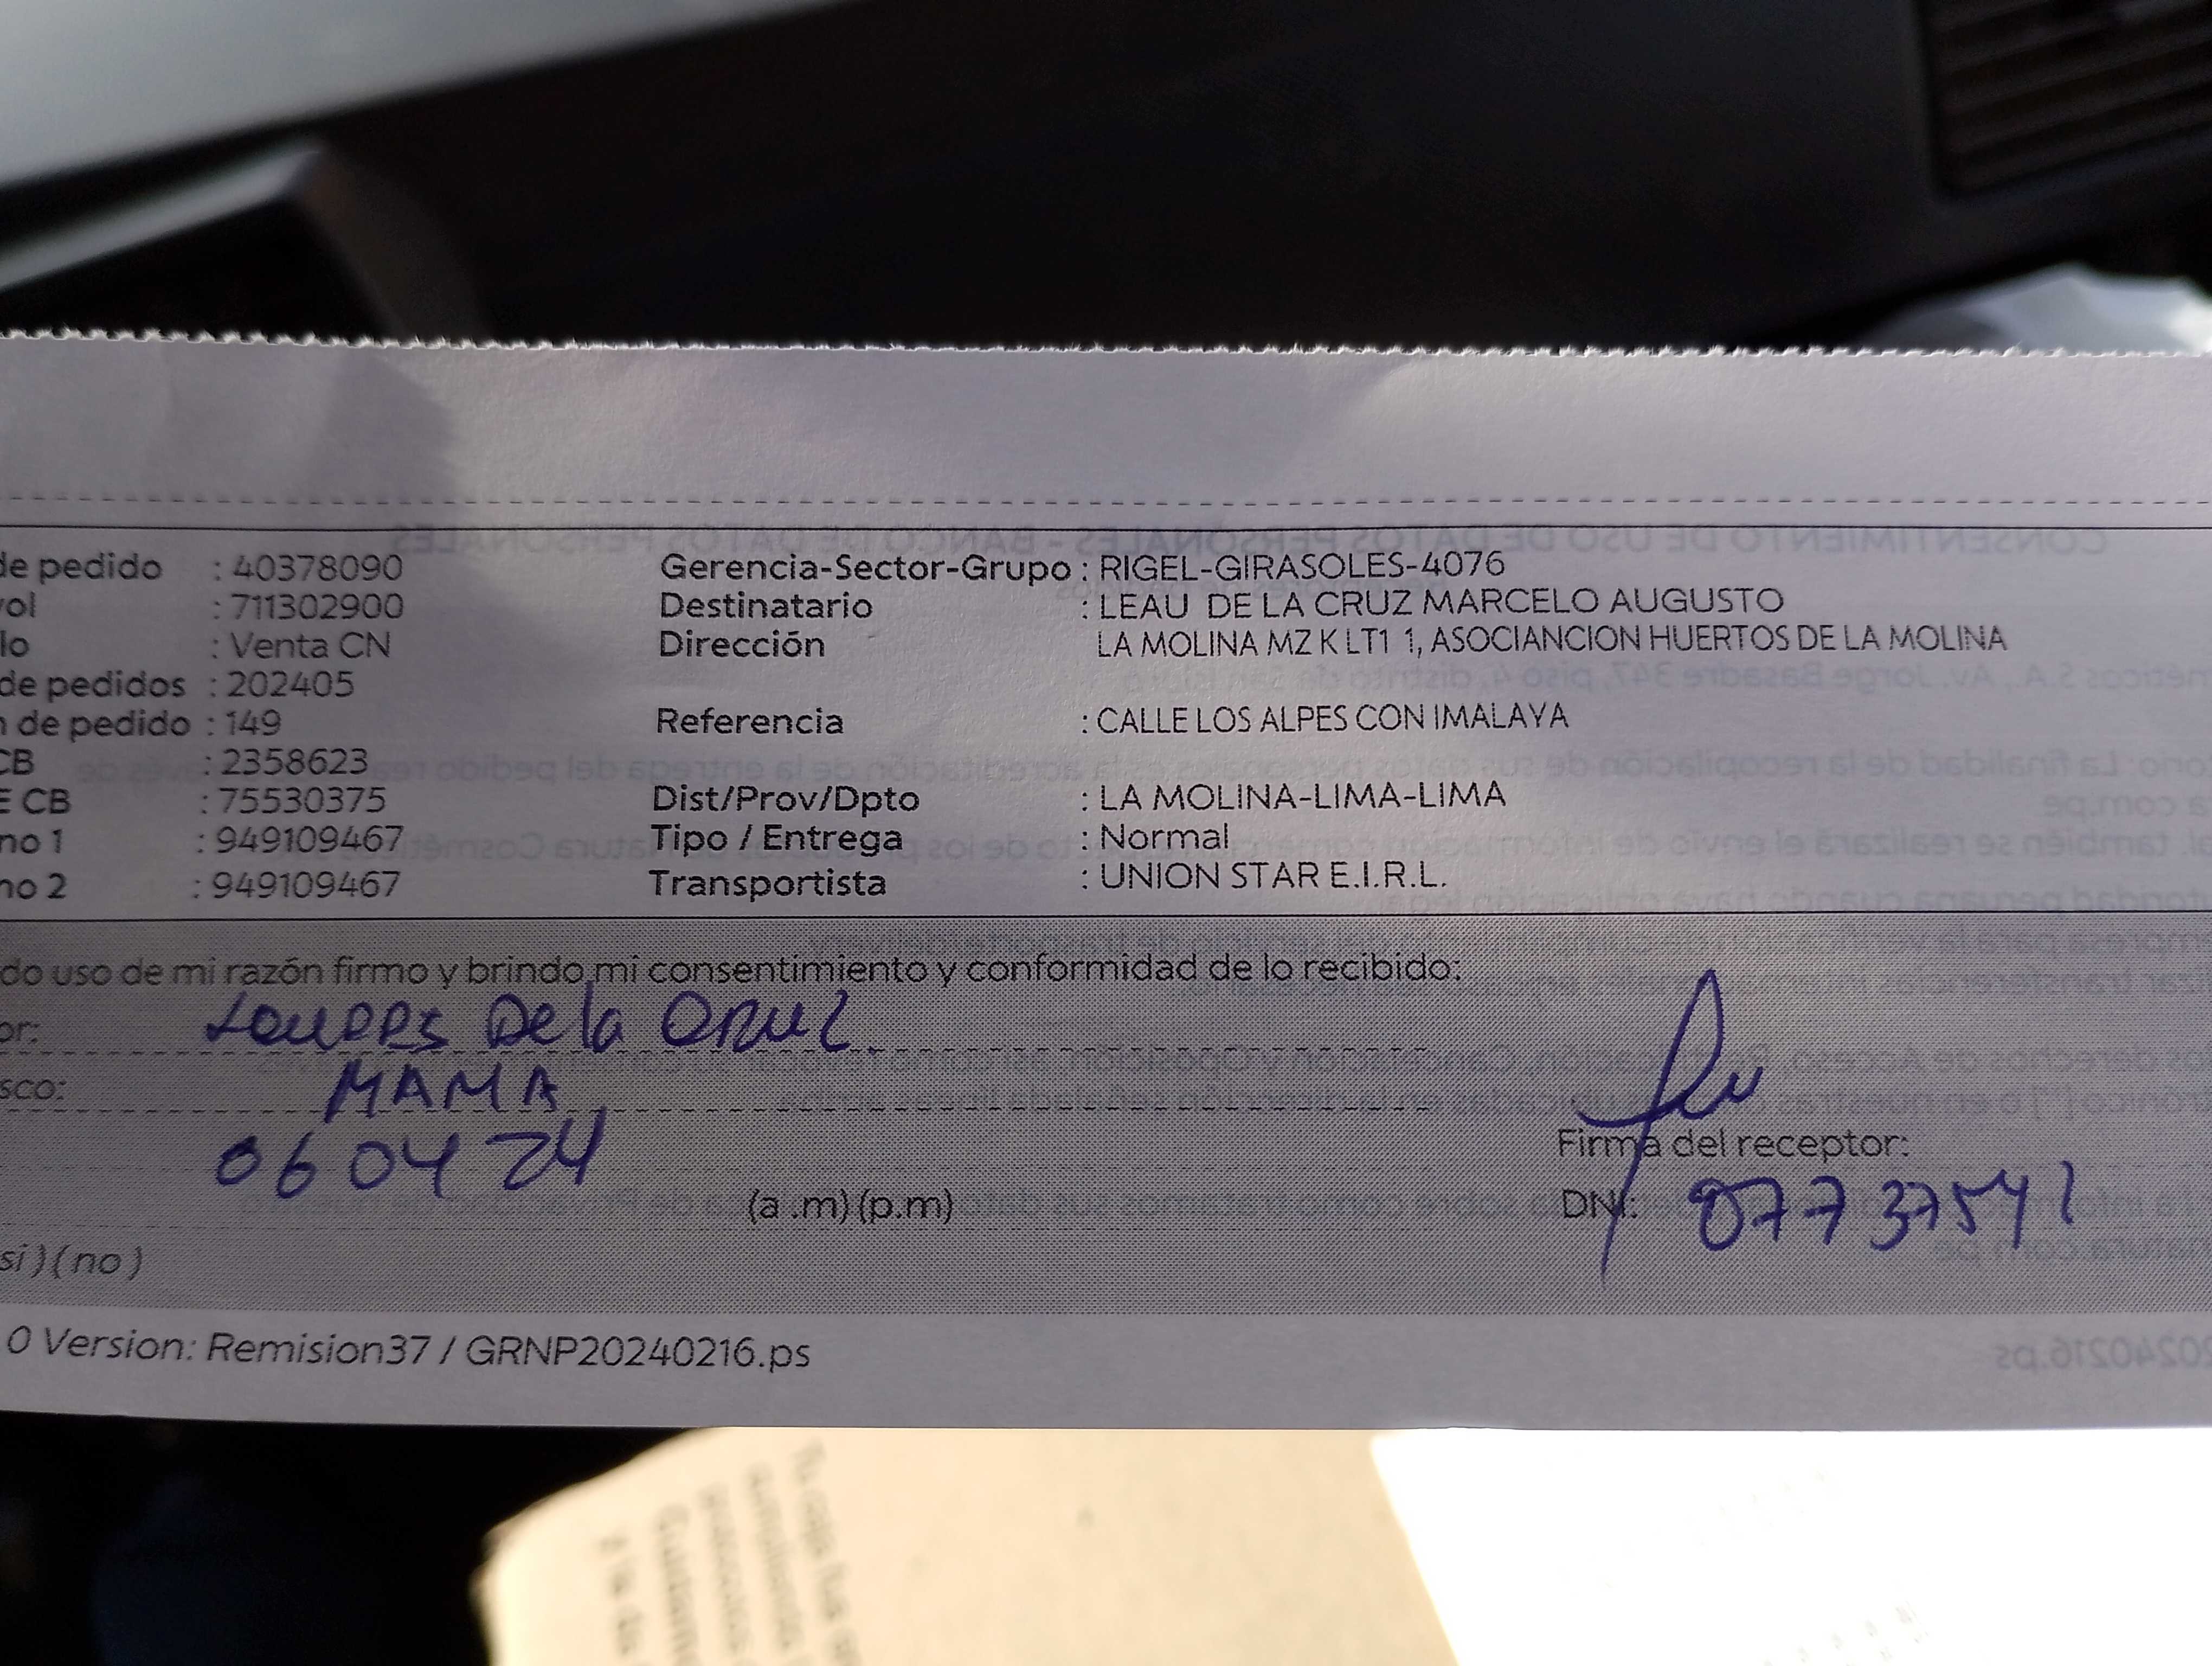 de pedido : 40378090 Gerencia-Sector-Grupo : RIGEL-GIRASOLES-4076
rol : 711302900 Destinatario : LEAU DE LA CRUZ MARCELO AUGUSTO
lo : Venta CN Dirección LA MOLINA MZ K LT1 1, ASOCIANCION HUERTOS DE LA MOLINA
de pedidos : 202405
n de pedido : 149 Referencia : CALLE LOS ALPES CON IMALAYA
CB : 2358623
E CB : 75530375 Dist/Prov/Dpto : LA MOLINA-LIMA-LIMA
no 1 : 949109467 Tipo / Entrega : Normal
no 2 : 949109467 Transportista : UNION STAR E.I.R.L.
do uso de mi razón firmo y brindo mi consentimiento y conformidad de lo recibido:
or: De la CRUZ
sco: MAMA
060424
Firma del receptor:
(a .m) (p.m) DNI: 07737541
si ) ( no )
0 Version: Remision37 / GRNP20240216.ps